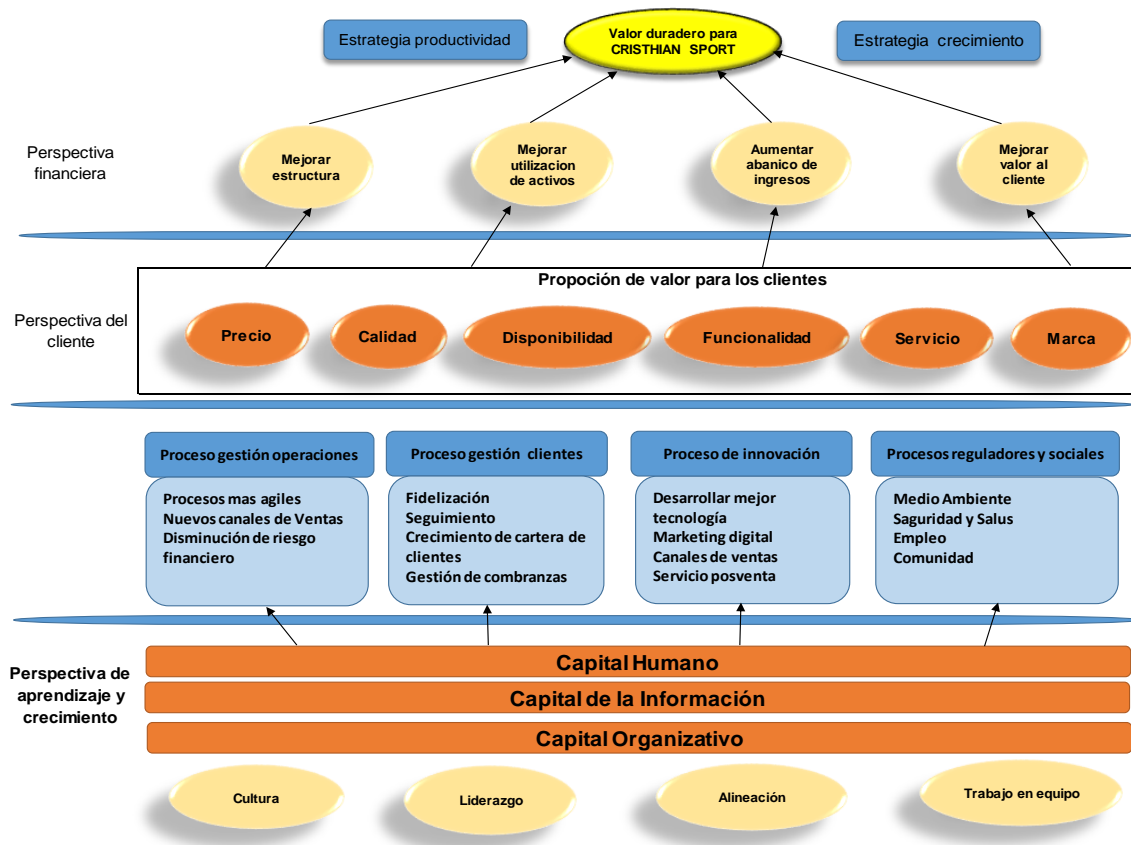 Estrategia productividad
Valor duradero para
CRISTHIAN SPORT
Estrategia crecimiento
Perspectiva
financiera
Mejorar
estructura
Mejorar
utilizacion
de activos
Aumentar
abanico de
ingresos
Mejorar
valor al
cliente
Propoción de valor para los clientes
Perspectiva del
cliente
Precio
Calidad
Disponibilidad
Funcionalidad
Servicio
Marca
Proceso gestión operaciones
Procesos mas agiles
Nuevos canales de Ventas
Disminución de riesgo
financiero
Proceso gestión clientes
Fidelización
Seguimiento
Crecimiento de cartera de
clientes
Gestión de combranzas
Proceso de innovación
Desarrollar mejor
tecnología
Marketing digital
Canales de ventas
Servicio posventa
Procesos reguladores y sociales
Medio Ambiente
Saguridad y Salus
Empleo
Comunidad
Perspectiva de
aprendizaje y
crecimiento
Capital Humano
Capital de la Información
Capital Organizativo
Cultura
Liderazgo
Alineación
Trabajo en equipo